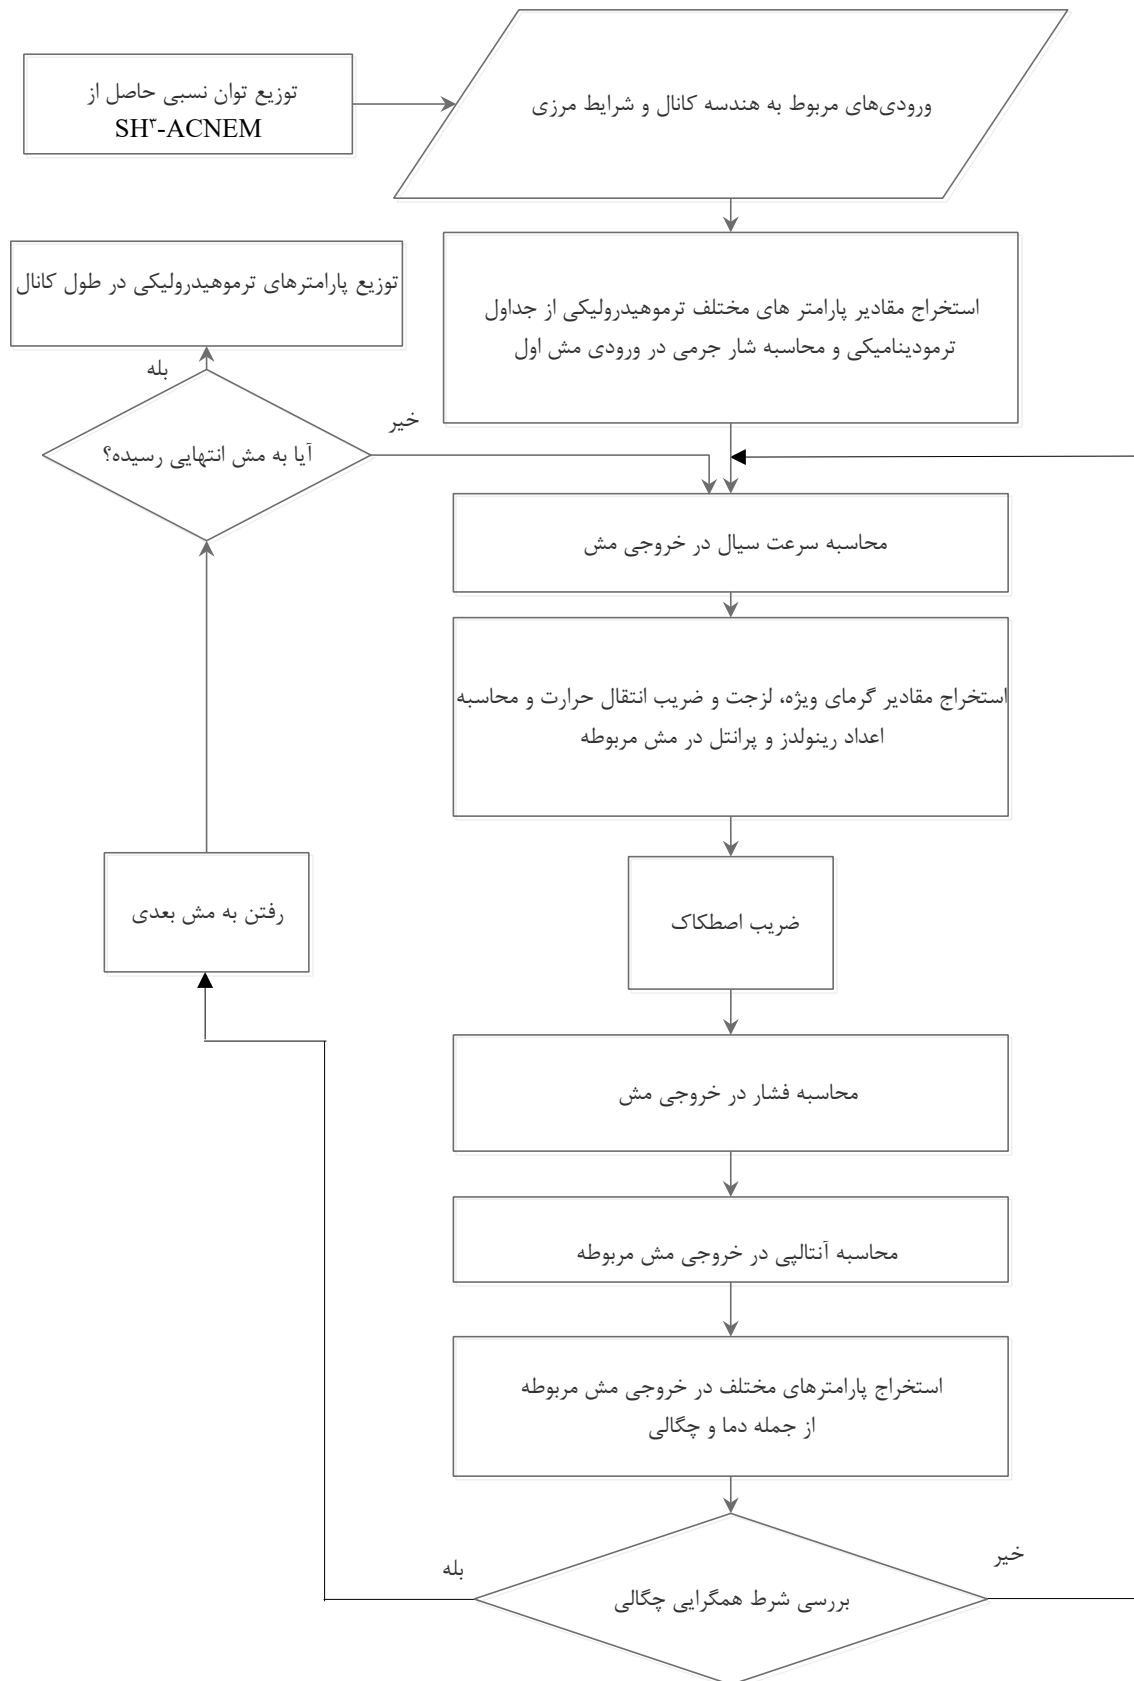 توزیع توان نسبی حاصل از
SH۳-ACNEM
ورودی‌های مربوط به هندسه کانال و شرایط مرزی
استخراج مقادیر پارامتر های مختلف ترموهیدرولیکی از جداول
ترمودینامیکی و محاسبه شار جرمی در ورودی مش اول
توزیع پارامترهای ترموهیدرولیکی در طول کانال
بله
خیر
آیا به مش انتهایی رسیده؟
محاسبه سرعت سیال در خروجی مش
استخراج مقادیر گرمای ویژه، لزجت و ضریب انتقال حرارت و محاسبه
اعداد رینولدز و پرانتل در مش مربوطه
رفتن به مش بعدی
ضریب اصطکاک
محاسبه فشار در خروجی مش
محاسبه آنتالپی در خروجی مش مربوطه
استخراج پارامترهای مختلف در خروجی مش مربوطه
از جمله دما و چگالی
خیر
بله
بررسی شرط همگرایی چگالی